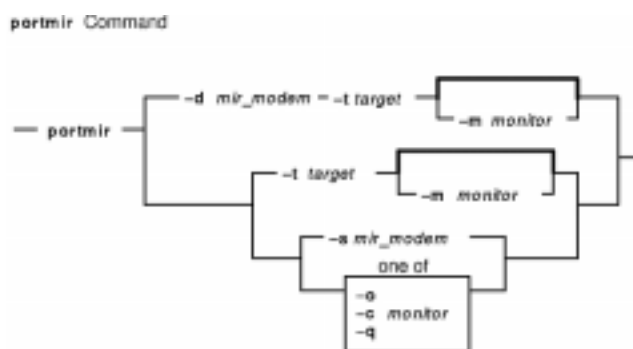 portmir Command
-d mir_modem -t target
-m monitor
portmir
-t target
-m monitor
-s mir_modem
one of
-o
-c monitor
-q